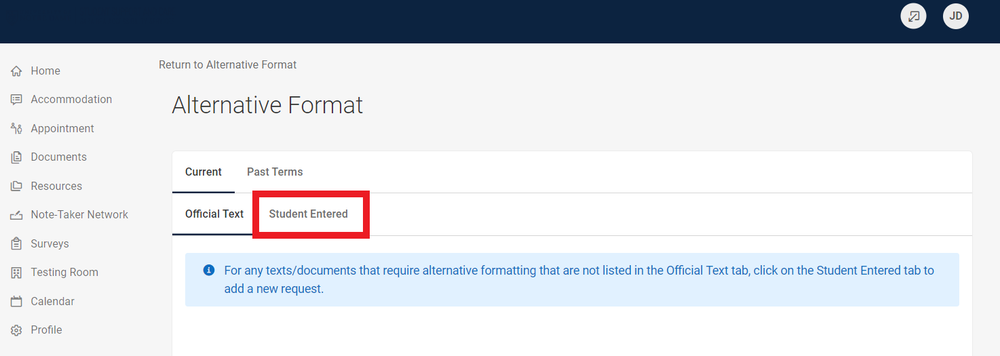 JD
Home
Accommodation
Appointment
Documents
Resources
Note-Taker Network
Surveys
Testing Room
Calendar
Profile
Return to Alternative Format
Alternative Format
Current Past Terms
Official Text Student Entered
For any texts/documents that require alternative formatting that are not listed in the Official Text tab, click on the Student Entered tab to
add a new request.